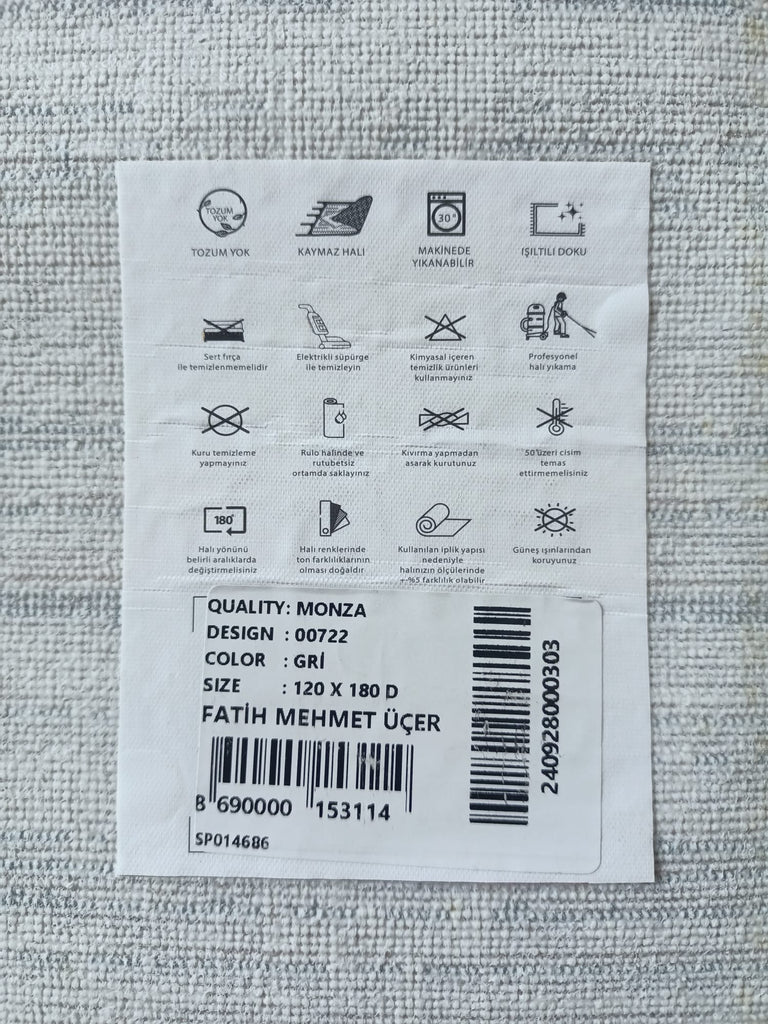 TOZUM
YOK
30°
TOZUM YOK
KAYMAZ HALI
MAKİNEDE
YIKANABİLİR
IŞILTILI DOKU
Sert fırça
ile temizlenmemelidir
Elektrikli süpürge
ile temizleyin
Kimyasal içeren
temizlik ürünleri
kullanmayınız
Profesyonel
halı yıkama
Kuru temizleme
yapmayınız
Rulo halinde ve
rutubetsiz
ortamda saklayınız
Kıvırma yapmadan
asarak kurutunuz
50°üzeri cisim
temas
ettirmemelisiniz
180°
Halı yönünü
belirli aralıklarda
değiştirmelisiniz
Halı renklerinde
ton farklılıklarının
olması doğaldır
Kullanılan iplik yapısı
nedeniyle
halınızın ölçülerinde
+-%5 farklılık olabilir
Güneş ışınlarından
koruyunuz
QUALITY: MONZA
DESIGN : 00722
COLOR : GRİ
SIZE : 120 X 180 D
FATİH MEHMET ÜÇER
8 690000 153114
SP014686
240928000303